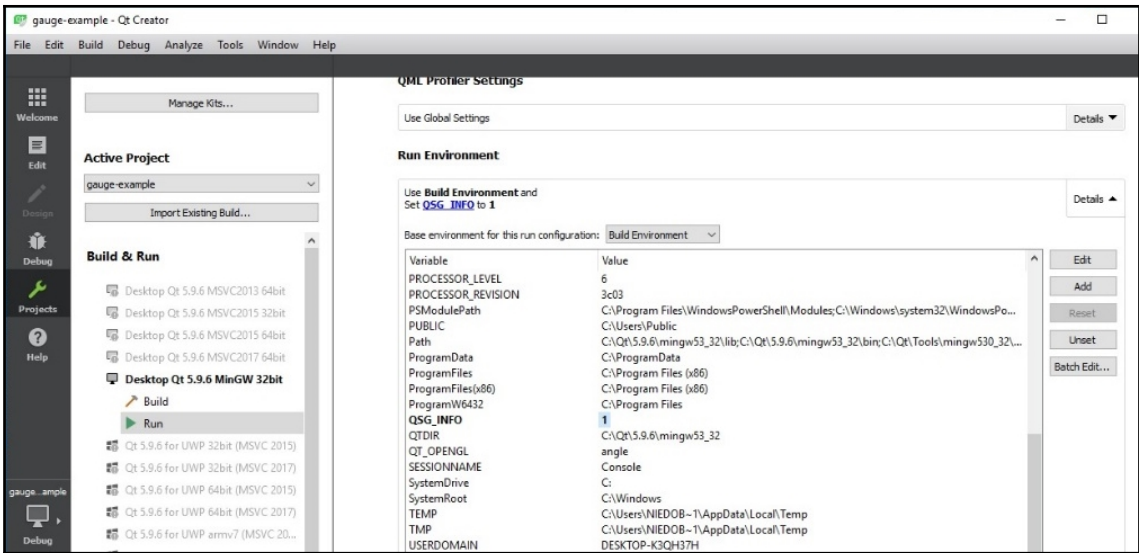 gauge-example - Qt Creator
File Edit Build Debug Analyze Tools Window Help
Welcome
Edit
Design
Debug
Projects
Help
gauge...ample
Debug
Manage Kits...
Active Project
gauge-example
Import Existing Build...
Build & Run
Desktop Qt 5.9.6 MSVC2013 64bit
Desktop Qt 5.9.6 MSVC2015 32bit
Desktop Qt 5.9.6 MSVC2015 64bit
Desktop Qt 5.9.6 MSVC2017 64bit
Desktop Qt 5.9.6 MinGW 32bit
Build
Run
Qt 5.9.6 for UWP 32bit (MSVC 2015)
Qt 5.9.6 for UWP 32bit (MSVC 2017)
Qt 5.9.6 for UWP 64bit (MSVC 2015)
Qt 5.9.6 for UWP 64bit (MSVC 2017)
Qt 5.9.6 for UWP armv7 (MSVC 20...
QML Profiler Settings
Use Global Settings
Details
Run Environment
Use Build Environment and
Set QSG_INFO to 1
Details
Base environment for this run configuration: Build Environment
Variable Value
PROCESSOR_LEVEL 6
PROCESSOR_REVISION 3c03
PSModulePath C:\Program Files\WindowsPowerShell\Modules;C:\Windows\system32\WindowsPo...
PUBLIC C:\Users\Public
Path C:\Qt\5.9.6\mingw53_32\lib;C:\Qt\5.9.6\mingw53_32\bin;C:\Qt\Tools\mingw530_32\...
ProgramData C:\ProgramData
ProgramFiles C:\Program Files (x86)
ProgramFiles(x86) C:\Program Files (x86)
ProgramW6432 C:\Program Files
QSG_INFO 1
QTDIR C:\Qt\5.9.6\mingw53_32
QT_OPENGL angle
SESSIONNAME Console
SystemDrive C:
SystemRoot C:\Windows
TEMP C:\Users\NIEDOB~1\AppData\Local\Temp
TMP C:\Users\NIEDOB~1\AppData\Local\Temp
USERDOMAIN DESKTOP-K3QH37H
Edit
Add
Reset
Unset
Batch Edit...